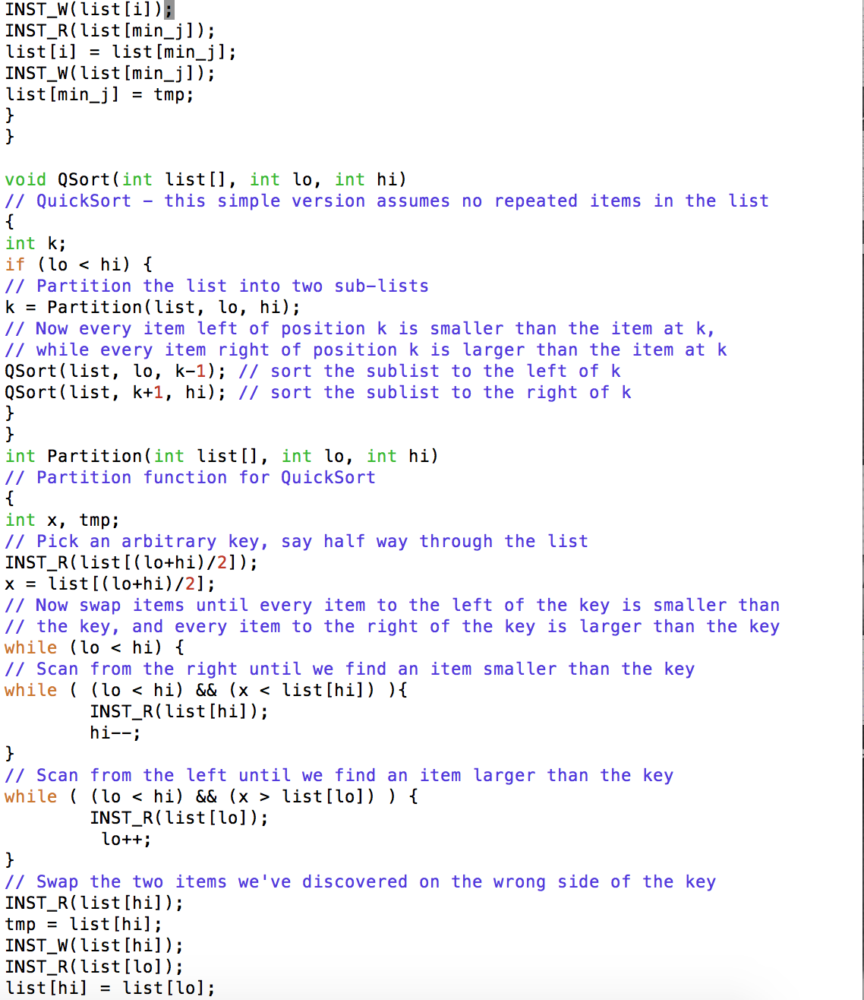 INST_W(list[i]);
INST_R(list[min_j]);
list[i] = list[min_j];
INST_W(list[min_j]);
list[min_j] = tmp;
}
}

void QSort(int list[], int lo, int hi)
// QuickSort – this simple version assumes no repeated items in the list
{
int k;
if (lo < hi) {
// Partition the list into two sub-lists
k = Partition(list, lo, hi);
// Now every item left of position k is smaller than the item at k,
// while every item right of position k is larger than the item at k
QSort(list, lo, k-1); // sort the sublist to the left of k
QSort(list, k+1, hi); // sort the sublist to the right of k
}
}
int Partition(int list[], int lo, int hi)
// Partition function for QuickSort
{
int x, tmp;
// Pick an arbitrary key, say half way through the list
INST_R(list[(lo+hi)/2]);
x = list[(lo+hi)/2];
// Now swap items until every item to the left of the key is smaller than
// the key, and every item to the right of the key is larger than the key
while (lo < hi) {
// Scan from the right until we find an item smaller than the key
while ( (lo < hi) && (x < list[hi]) ){
        INST_R(list[hi]);
        hi--;
}
// Scan from the left until we find an item larger than the key
while ( (lo < hi) && (x > list[lo]) ) {
        INST_R(list[lo]);
         lo++;
}
// Swap the two items we've discovered on the wrong side of the key
INST_R(list[hi]);
tmp = list[hi];
INST_W(list[hi]);
INST_R(list[lo]);
list[hi] = list[lo];